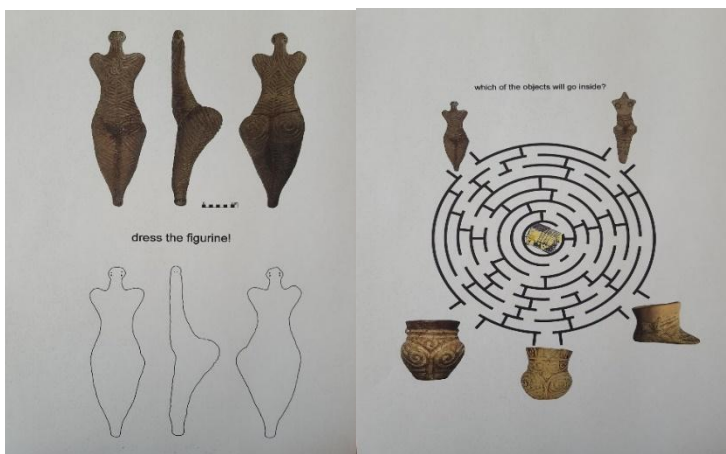 dress the figurine!
which of the objects will go inside?